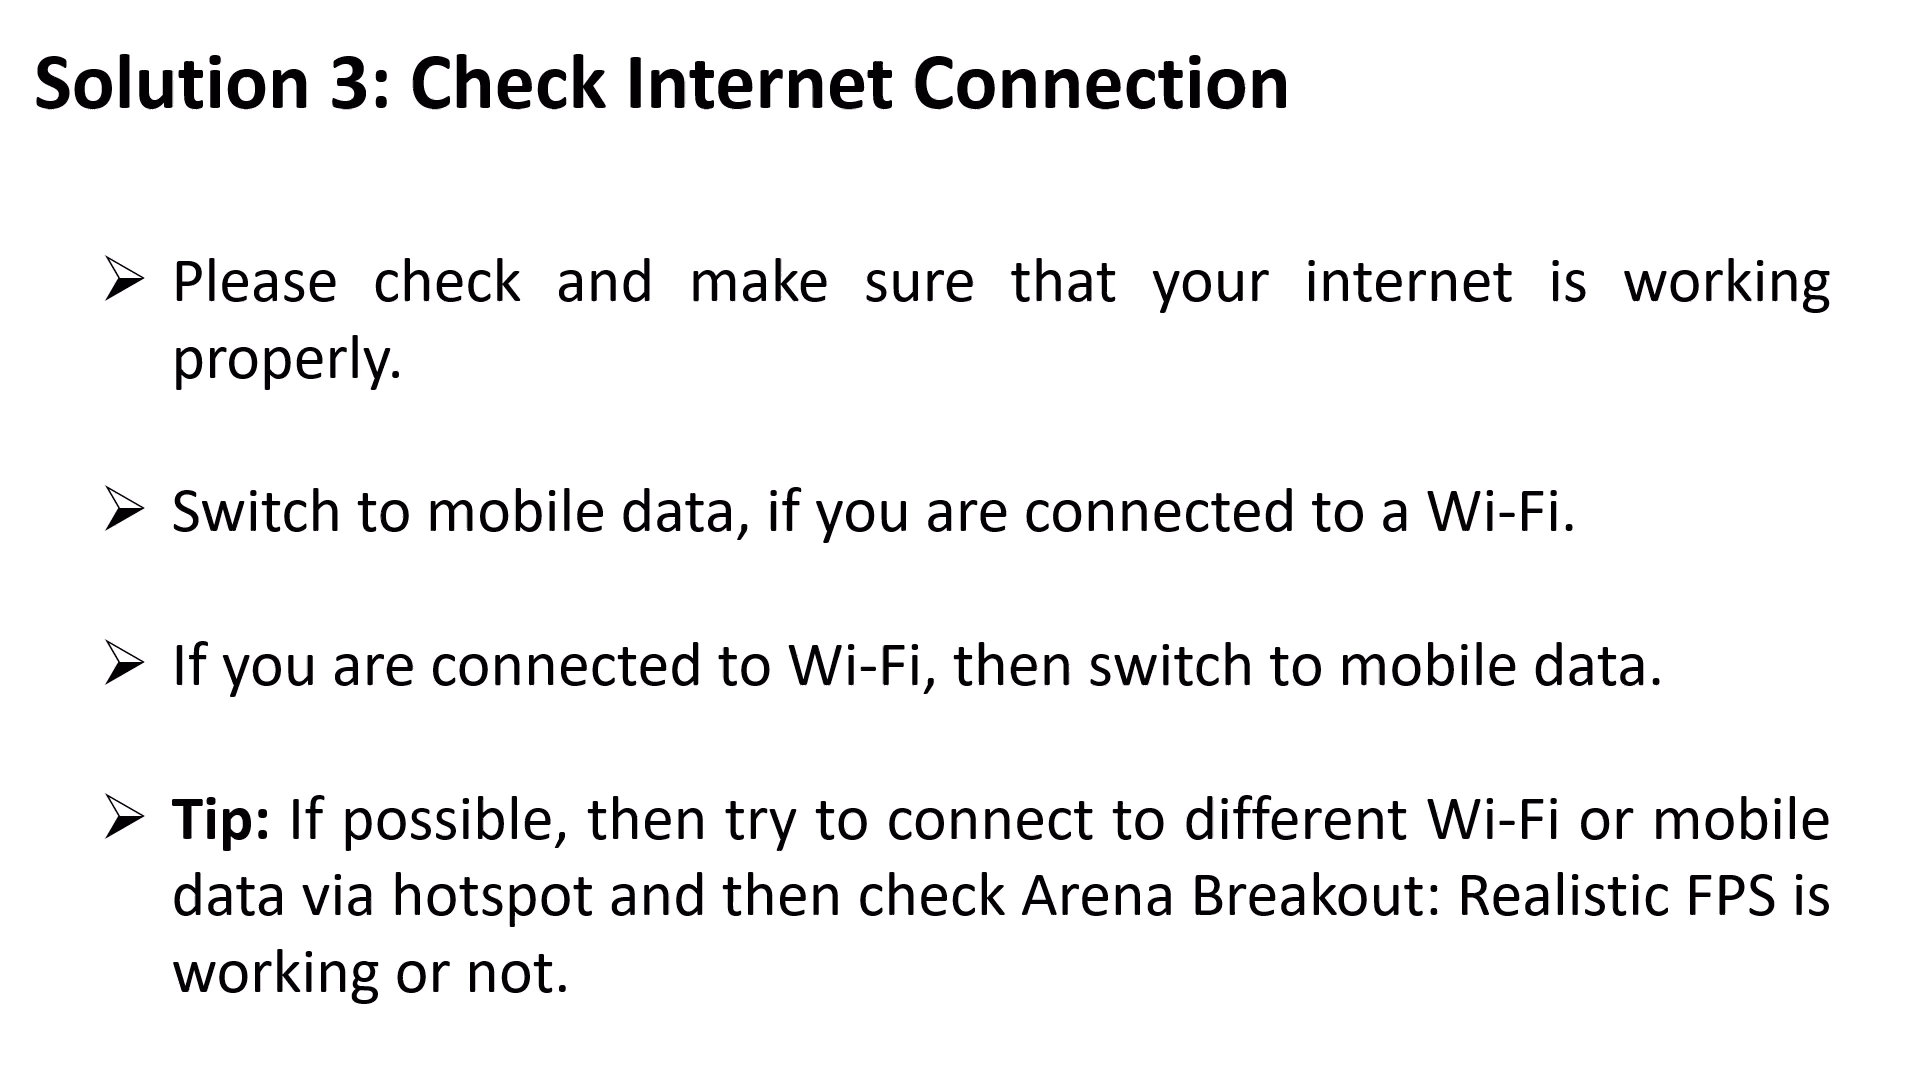 Solution 3: Check Internet Connection
➢ Please check and make sure that your internet is working
properly.
➢ Switch to mobile data, if you are connected to a Wi-Fi.
➢ If you are connected to Wi-Fi, then switch to mobile data.
➢ Tip: If possible, then try to connect to different Wi-Fi or mobile
data via hotspot and then check Arena Breakout: Realistic FPS is
working or not.